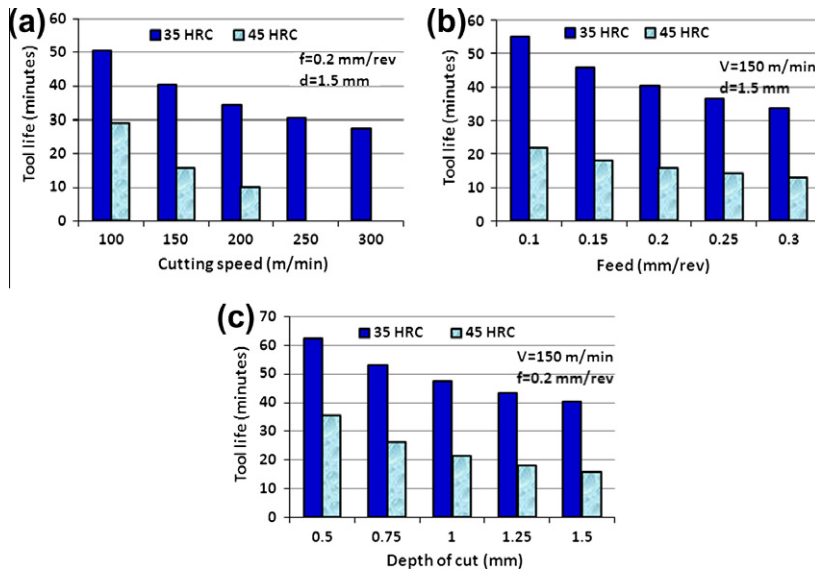 (a)
35 HRC 45 HRC
f=0.2 mm/rev
d=1.5 mm
Tool life (minutes)
60
50
40
30
20
10
0
100 150 200 250 300
Cutting speed (m/min)
(b)
35 HRC 45 HRC
V=150 m/min
d=1.5 mm
Tool life (minutes)
60
50
40
30
20
10
0
0.1 0.15 0.2 0.25 0.3
Feed (mm/rev)
(c)
35 HRC 45 HRC
V=150 m/min
f=0.2 mm/rev
Tool life (minutes)
70
60
50
40
30
20
10
0
0.5 0.75 1 1.25 1.5
Depth of cut (mm)